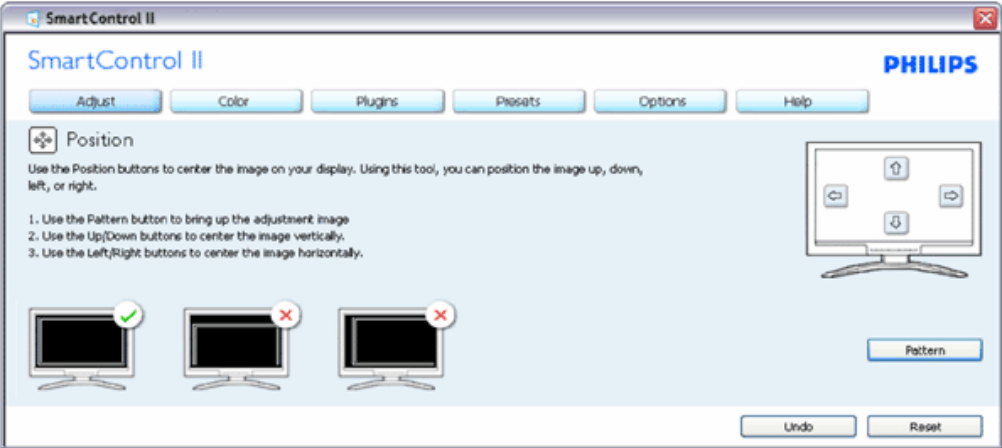 SmartControl II
SmartControl II
PHILIPS
Adjust Color Plugins Presets Options Help
Position
Use the Position buttons to center the image on your display. Using this tool, you can position the image up, down,
left, or right.
1. Use the Pattern button to bring up the adjustment image
2. Use the Up/Down buttons to center the image vertically.
3. Use the Left/Right buttons to center the image horizontally.
Pattern
Undo Reset